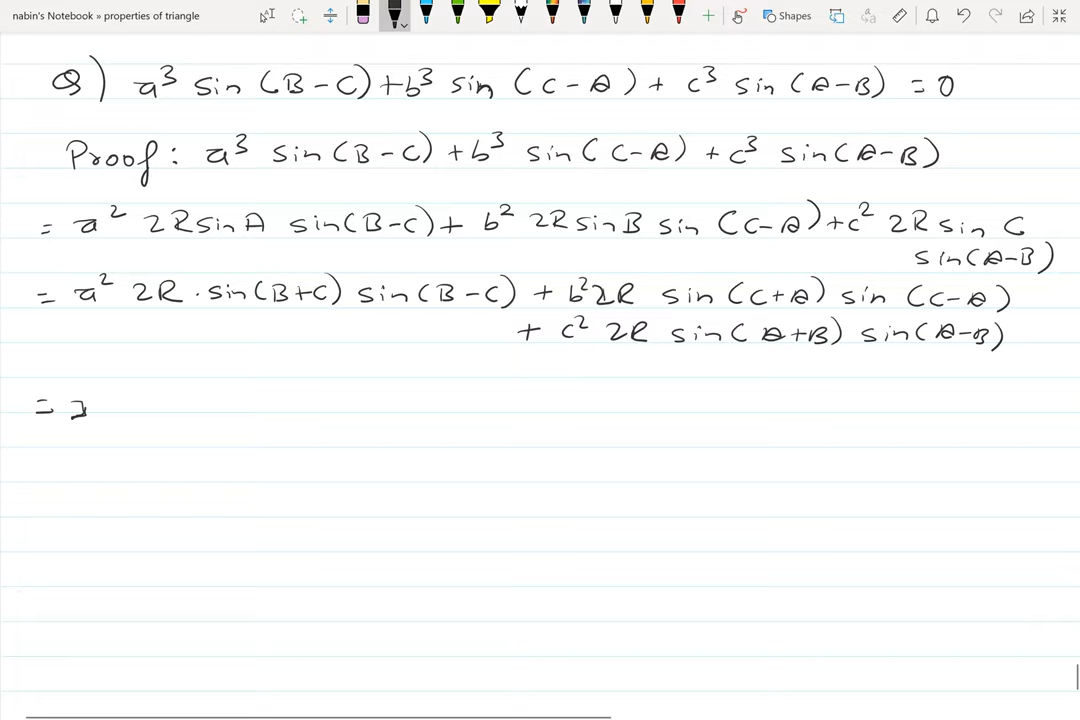 nabin's Notebook » properties of triangle
Shapes
Q) a³ sin (B-C) + b³ sin (C-A) + c³ sin (A-B) = 0
Proof: a³ sin (B-C) + b³ sin (C-A) + c³ sin (A-B)
= a² 2R sin A sin (B-C) + b² 2R sin B sin (C-A) + c² 2R sin C
sin (A-B)
= a² 2R . sin (B+C) sin (B-C) + b² 2R sin (C+A) sin (C-A)
+ c² 2R sin (A+B) sin (A-B)
=